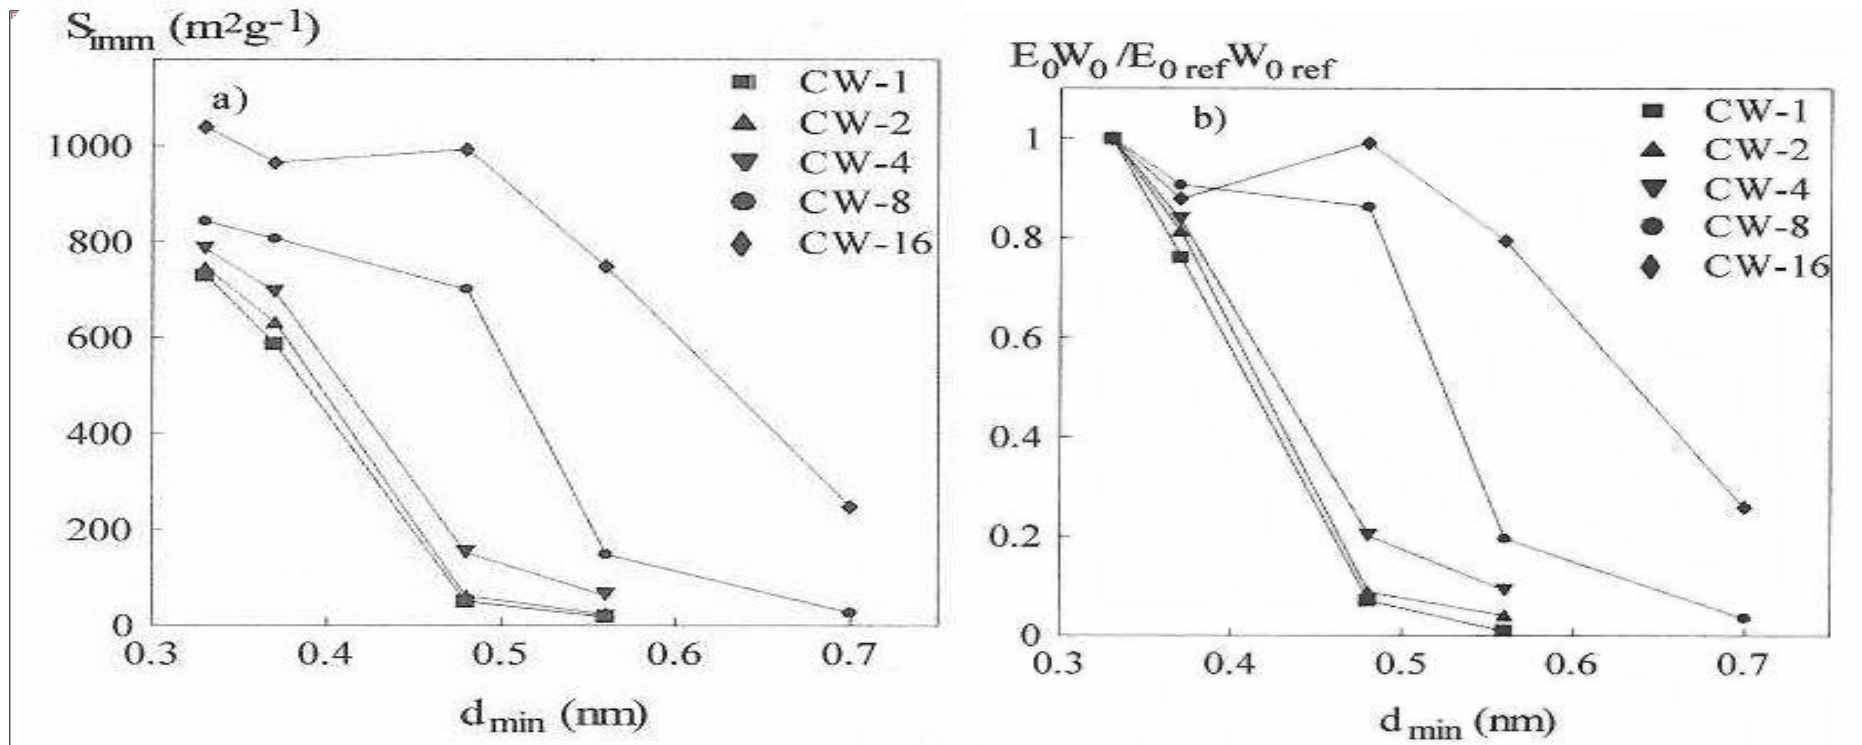 S imm (m2g-1)
a)
CW-1
CW-2
CW-4
CW-8
CW-16
1000
800
600
400
200
0
0.3 0.4 0.5 0.6 0.7
d min (nm)
E0W0 /E0 refW0 ref
b)
CW-1
CW-2
CW-4
CW-8
CW-16
1
0.8
0.6
0.4
0.2
0
0.3 0.4 0.5 0.6 0.7
d min (nm)